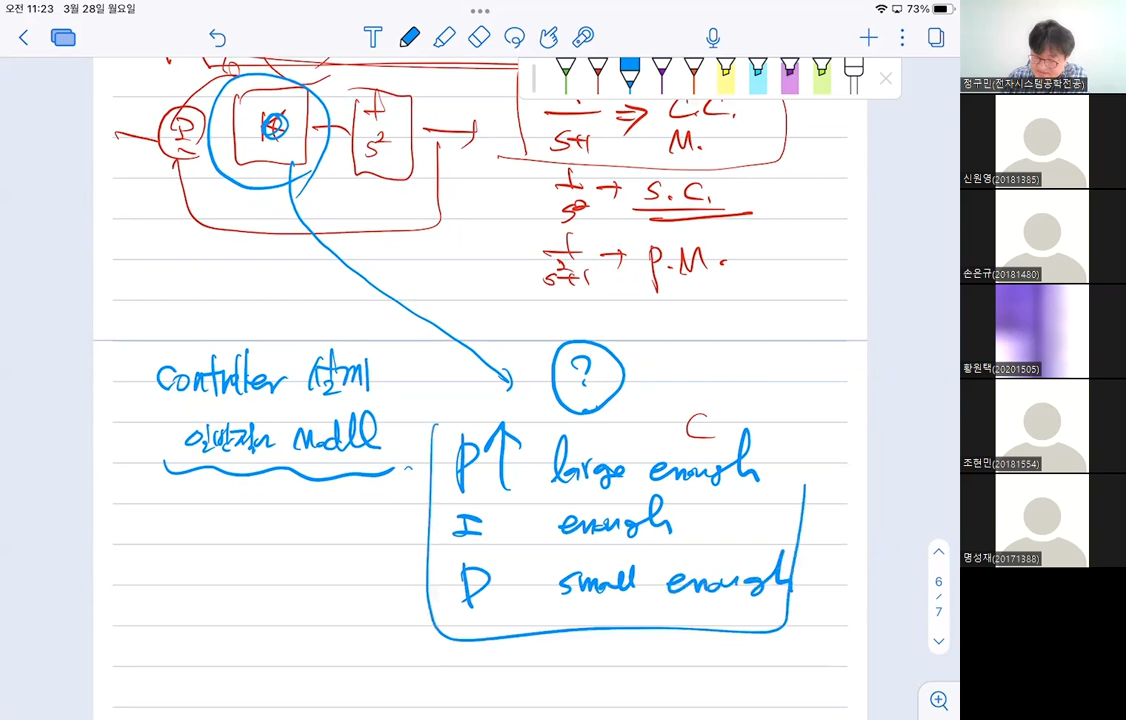 오전 11:23 3월 28일 월요일
73%
K
1
S²
S+1 ⇒ C.C.
M.
1
S² → S.C.
1
S²+1 → P.M.
Controller 설계
?
일반적인 Modell
C
P↑ large enough
I enough
D small enough
6
/
7
정구민(전자시스템공학전공)
신원영(20181385)
손은규(20181480)
황원택(20201505)
조현민(20181554)
명성재(20171388)